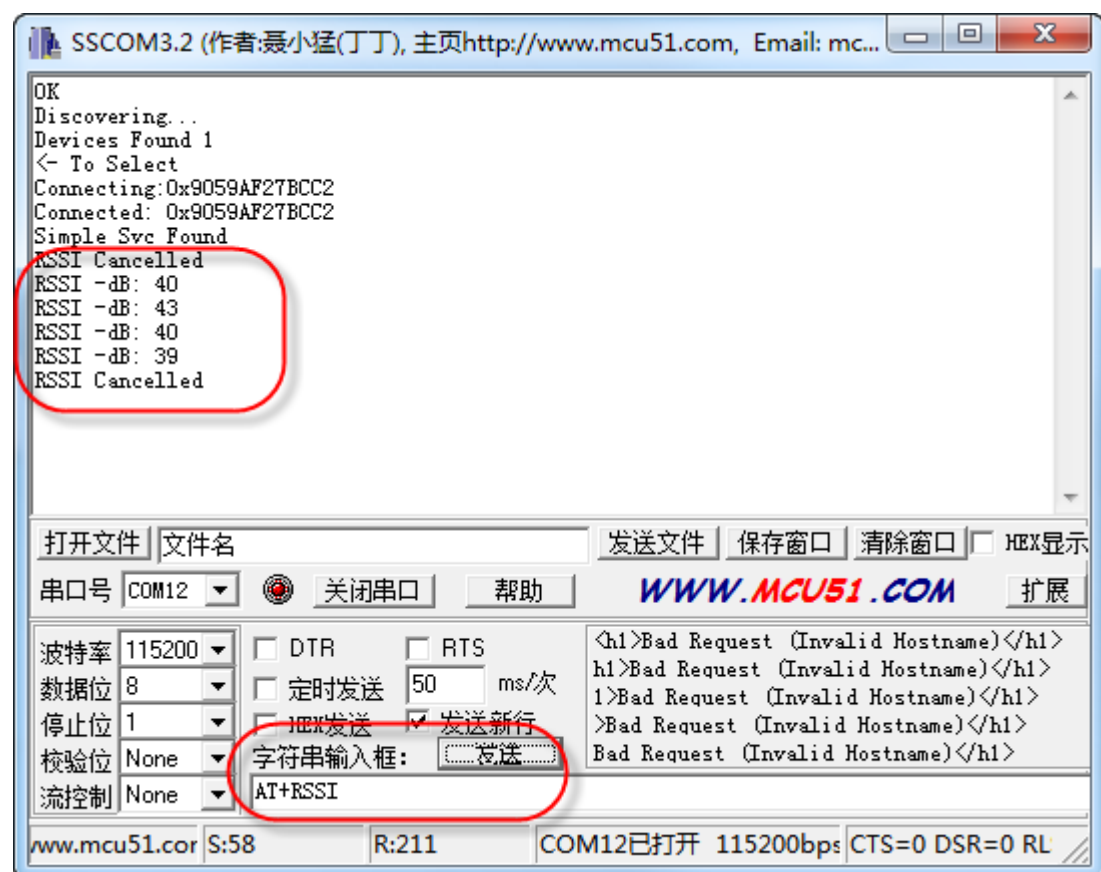 SSCOM3.2 (作者:聂小猛(丁丁), 主页http://www.mcu51.com, Email: mc...
OK
Discovering...
Devices Found 1
<- To Select
Connecting:0x9059AF27BCC2
Connected: 0x9059AF27BCC2
Simple Svc Found
RSSI Cancelled
RSSI -dB: 40
RSSI -dB: 43
RSSI -dB: 40
RSSI -dB: 39
RSSI Cancelled
打开文件 文件名 发送文件 保存窗口 清除窗口 HEX显示
串口号 COM12 关闭串口 帮助 WWW.MCU51.COM 扩展
波特率 115200 DTR RTS
数据位 8 定时发送 50 ms/次
停止位 1 HEX发送 发送新行
校验位 None 字符串输入框: 发送
流控制 None AT+RSSI
<h1>Bad Request (Invalid Hostname)</h1>
h1>Bad Request (Invalid Hostname)</h1>
1>Bad Request (Invalid Hostname)</h1>
>Bad Request (Invalid Hostname)</h1>
Bad Request (Invalid Hostname)</h1>
www.mcu51.cor S:58 R:211 COM12已打开 115200bps CTS=0 DSR=0 RL